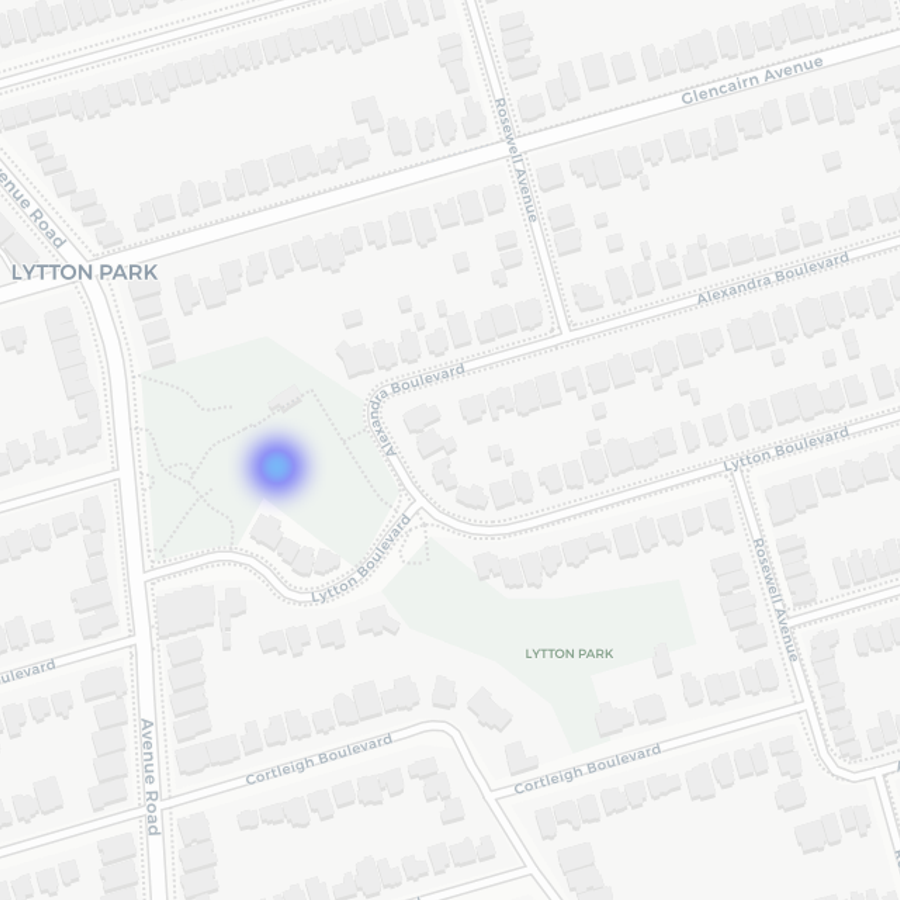 Glencairn Avenue
Rosewell Avenue
enue Road
LYTTON PARK
Alexandra Boulevard
Alexandra Boulevard
Alexandra
Lytton Boulevard
Lytton Boulevard
Rosewell Avenue
LYTTON PARK
ulevard
Avenue Road
Cortleigh Boulevard
Cortleigh Boulevard